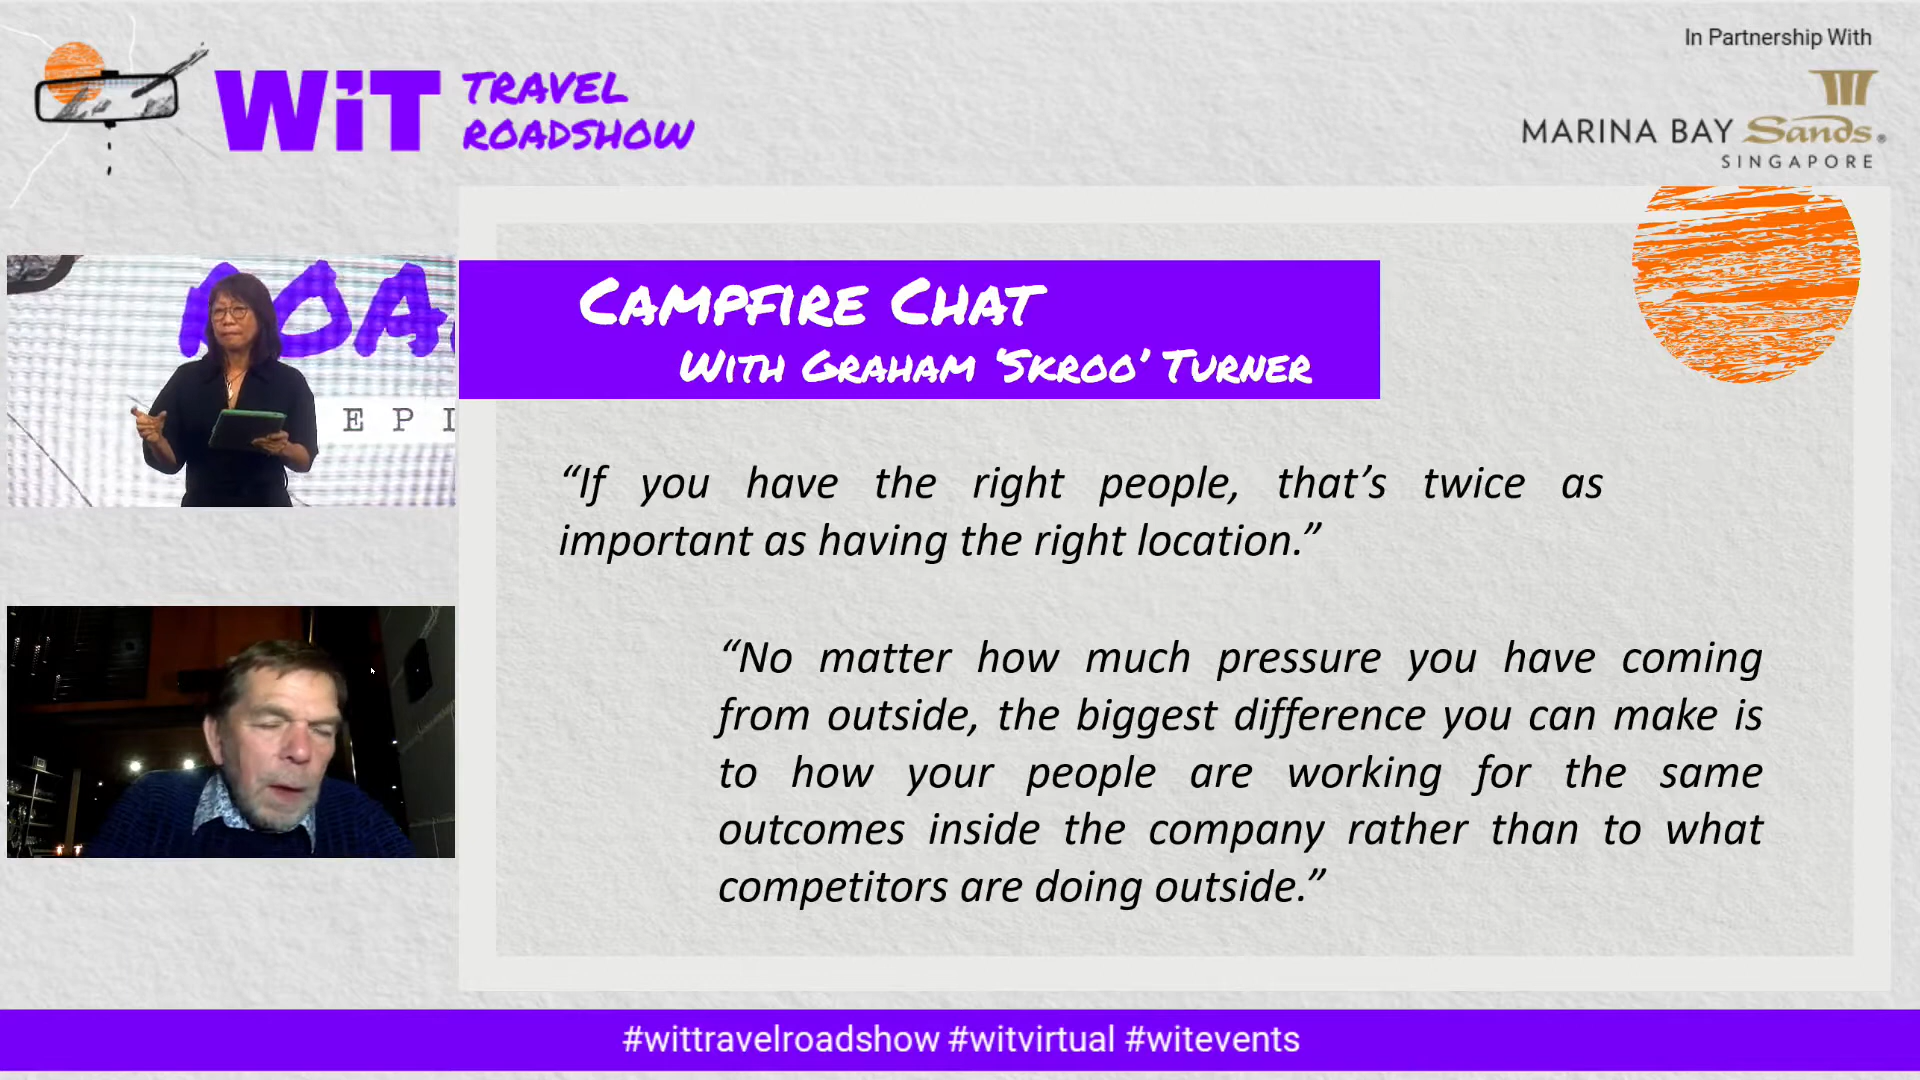 In Partnership With
WiT TRAVEL
ROADSHOW
MARINA BAY Sands®
SINGAPORE
ROA
EPI
CAMPFIRE CHAT
WITH GRAHAM ‘SKROO’ TURNER
“If you have the right people, that’s twice as
important as having the right location.”
“No matter how much pressure you have coming
from outside, the biggest difference you can make is
to how your people are working for the same
outcomes inside the company rather than to what
competitors are doing outside.”
#wittravelroadshow #witvirtual #witevents